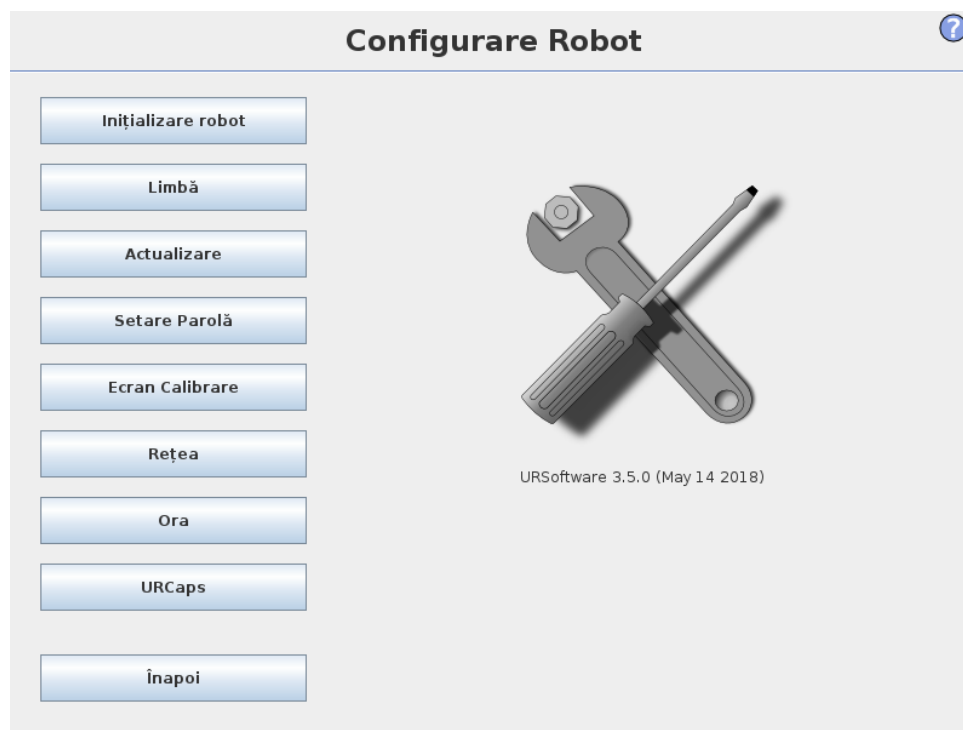 Configurare Robot
?
Inițializare robot
Limbă
Actualizare
Setare Parolă
Ecran Calibrare
Rețea
Ora
URCaps
Înapoi
URSoftware 3.5.0 (May 14 2018)